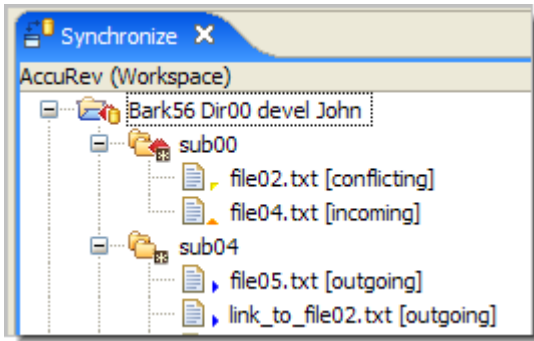 Synchronize
AccuRev (Workspace)
Bark56 Dir00 devel John
sub00
file02.txt [conflicting]
file04.txt [incoming]
sub04
file05.txt [outgoing]
link_to_file02.txt [outgoing]